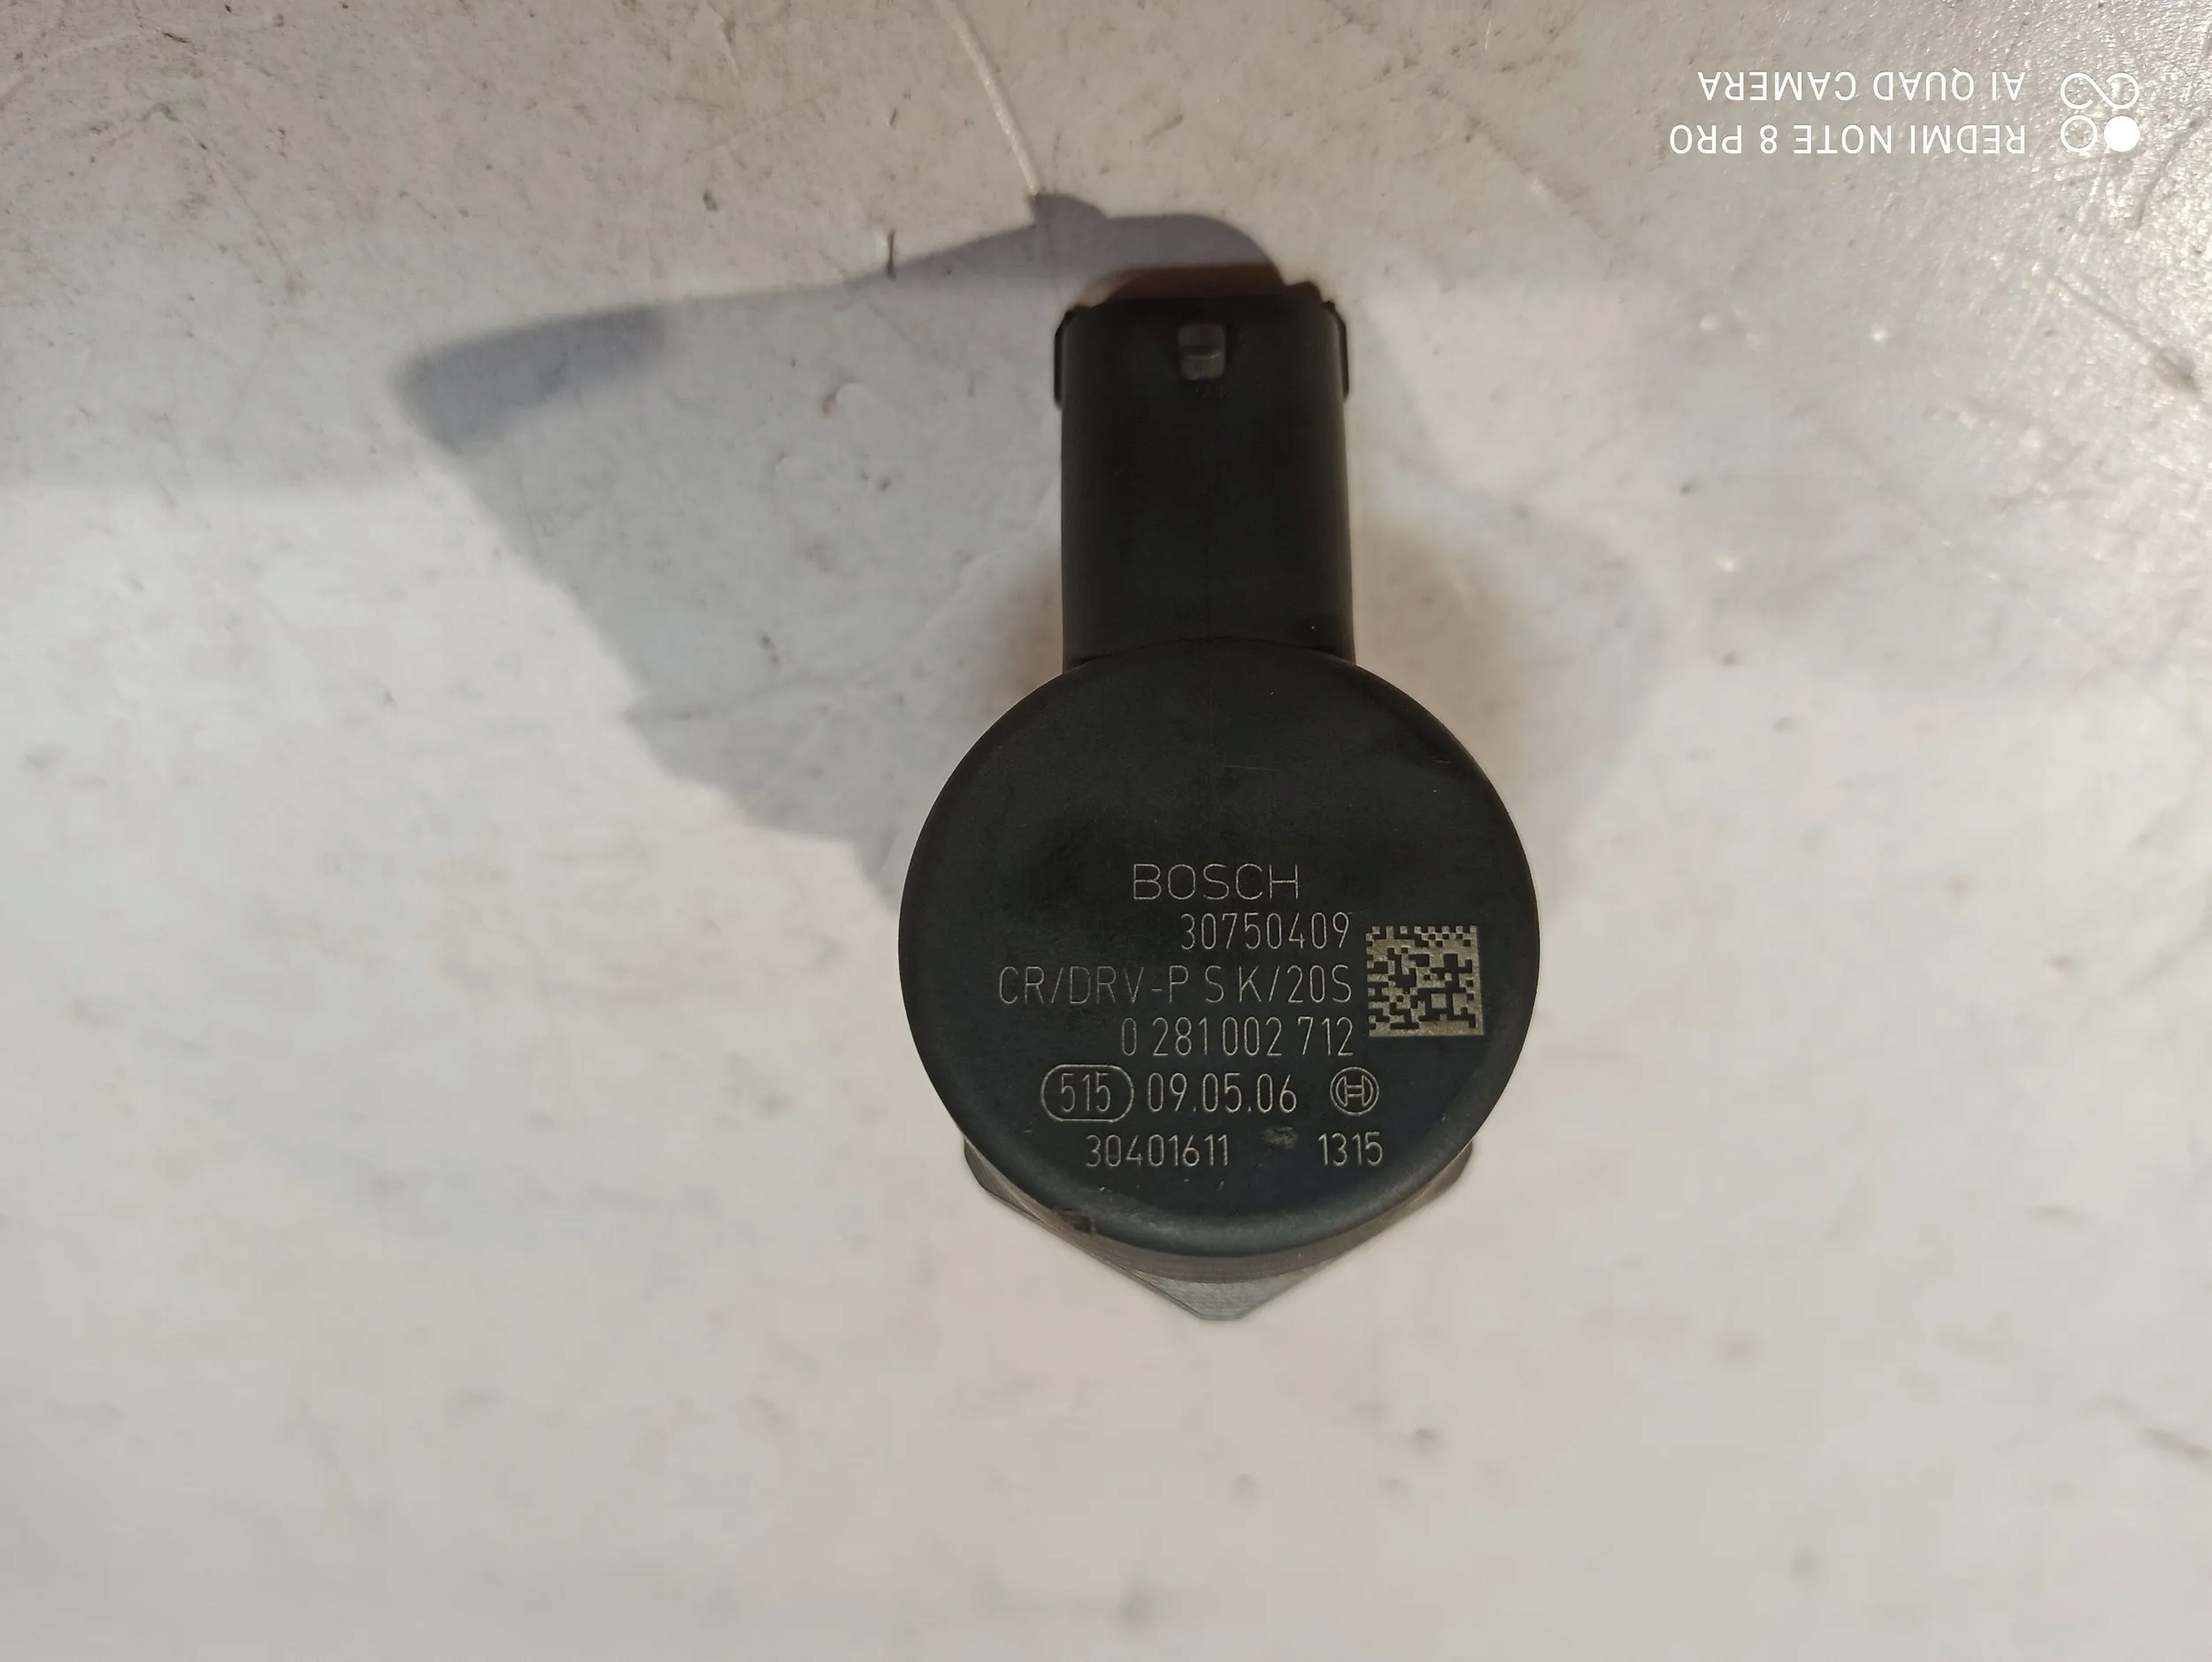 REDMI NOTE 8 PRO
AI QUAD CAMERA
BOSCH
30750409
CR/DRV-P S K/20S
0 281 002 712
515 09.05.06
30401611 1315